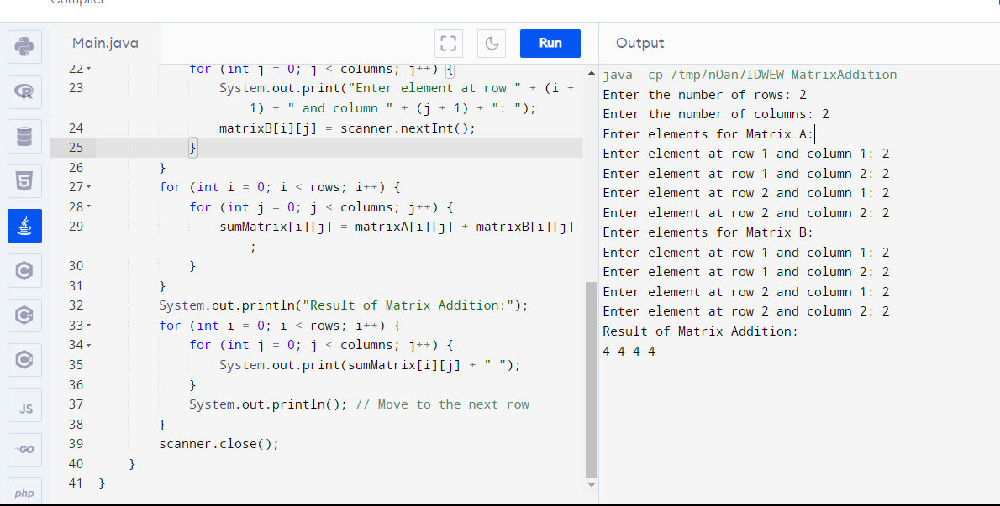 Compiler
Main.java
Run
Output
22 for (int j = 0; j < columns; j++) {
23 System.out.print("Enter element at row " + (i +
1) + " and column " + (j + 1) + ": ");
24 matrixB[i][j] = scanner.nextInt();
25 }
26 }
27 for (int i = 0; i < rows; i++) {
28 for (int j = 0; j < columns; j++) {
29 sumMatrix[i][j] = matrixA[i][j] + matrixB[i][j]
;
30 }
31 }
32 System.out.println("Result of Matrix Addition:");
33 for (int i = 0; i < rows; i++) {
34 for (int j = 0; j < columns; j++) {
35 System.out.print(sumMatrix[i][j] + " ");
36 }
37 System.out.println(); // Move to the next row
38 }
39 scanner.close();
40 }
41 }
java -cp /tmp/nOan7IDWEW MatrixAddition
Enter the number of rows: 2
Enter the number of columns: 2
Enter elements for Matrix A:
Enter element at row 1 and column 1: 2
Enter element at row 1 and column 2: 2
Enter element at row 2 and column 1: 2
Enter element at row 2 and column 2: 2
Enter elements for Matrix B:
Enter element at row 1 and column 1: 2
Enter element at row 1 and column 2: 2
Enter element at row 2 and column 1: 2
Enter element at row 2 and column 2: 2
Result of Matrix Addition:
4 4 4 4
R
5
C
C
C
JS
GO
php